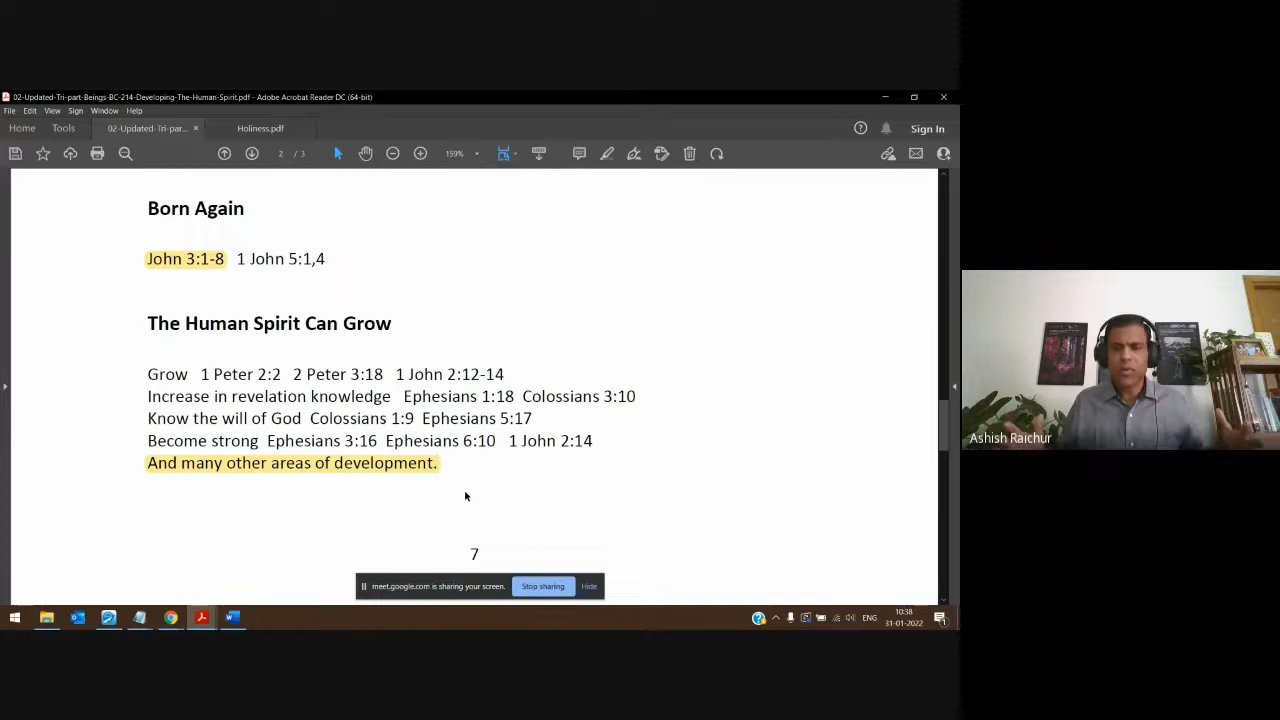 02-Updated-Tri-part-Beings-BC-214-Developing-The-Human-Spirit.pdf - Adobe Acrobat Reader DC (64-bit)
File Edit View Sign Window Help
Home Tools 02-Updated-Tri-par... × Holiness.pdf Sign In
2 / 3 159%
Born Again
John 3:1-8 1 John 5:1,4
The Human Spirit Can Grow
Grow 1 Peter 2:2 2 Peter 3:18 1 John 2:12-14
Increase in revelation knowledge Ephesians 1:18 Colossians 3:10
Know the will of God Colossians 1:9 Ephesians 5:17
Become strong Ephesians 3:16 Ephesians 6:10 1 John 2:14
And many other areas of development.
7
meet.google.com is sharing your screen. Stop sharing Hide
Ashish Raichur
ENG 10:38
31-01-2022